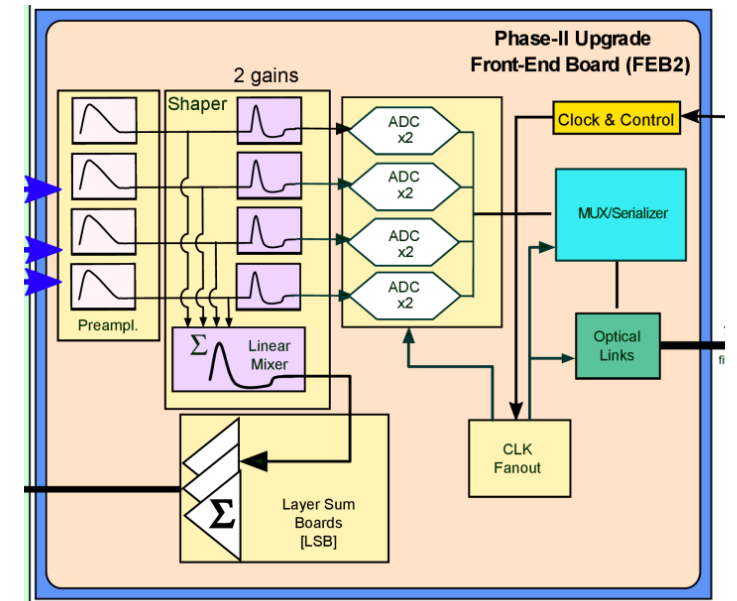 Phase-II Upgrade
Front-End Board (FEB2)
2 gains
Shaper
ADC
x2
ADC
x2
ADC
x2
ADC
x2
Clock & Control
MUX/Serializer
Preampl.
Σ
Linear
Mixer
Optical
Links
fi
CLK
Fanout
Σ
Layer Sum
Boards
[LSB]